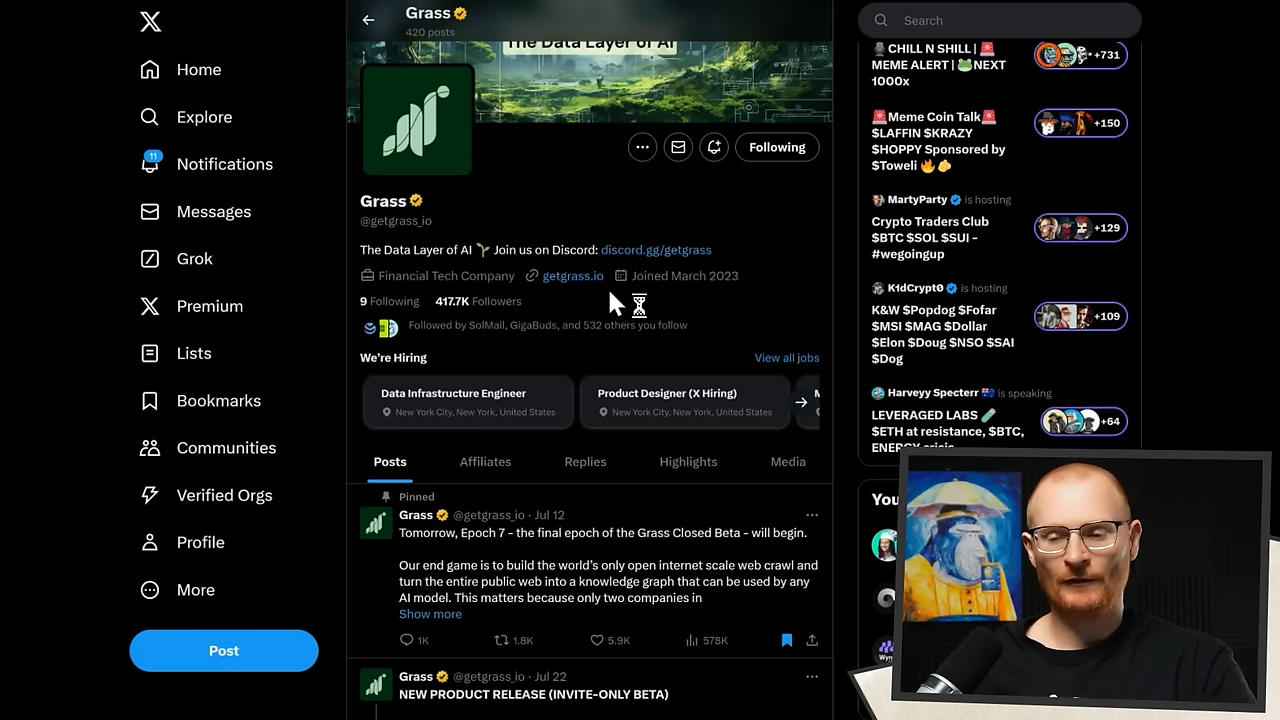 Home
Explore
11
Notifications
Messages
Grok
Premium
Lists
Bookmarks
Communities
Verified Orgs
Profile
More
Post
Grass
420 posts
The Data Layer of AI
Following
Grass
@getgrass_io
The Data Layer of AI 🌱 Join us on Discord: discord.gg/getgrass
Financial Tech Company getgrass.io Joined March 2023
9 Following 417.7K Followers
Followed by SolMail, GigaBuds, and 532 others you follow
We're Hiring View all jobs
Data Infrastructure Engineer
New York City, New York, United States
Product Designer (X Hiring)
New York City, New York, United States
Posts Affiliates Replies Highlights Media
Pinned
Grass @getgrass_io · Jul 12
Tomorrow, Epoch 7 - the final epoch of the Grass Closed Beta - will begin.
Our end game is to build the world's only open internet scale web crawl and
turn the entire public web into a knowledge graph that can be used by any
AI model. This matters because only two companies in
Show more
1K 1.8K 5.9K 578K
Grass @getgrass_io · Jul 22
NEW PRODUCT RELEASE (INVITE-ONLY BETA)
Search
CHILL N SHILL | 🚨
MEME ALERT | 🐸NEXT
1000x
+731
🚨Meme Coin Talk🚨
$LAFFIN $KRAZY
$HOPPY Sponsored by
$Toweli 🔥
+150
MartyParty is hosting
Crypto Traders Club
$BTC $SOL $SUI -
#wegoingup
+129
K1dCrypt0 is hosting
K&W $Popdog $Fofar
$MSI $MAG $Dollar
$Elon $Doug $NSO $SAI
$Dog
+109
Harveyy Specterr 🇦🇺 is speaking
LEVERAGED LABS 🧪
$ETH at resistance, $BTC,
ENERGY crisis
+64
You